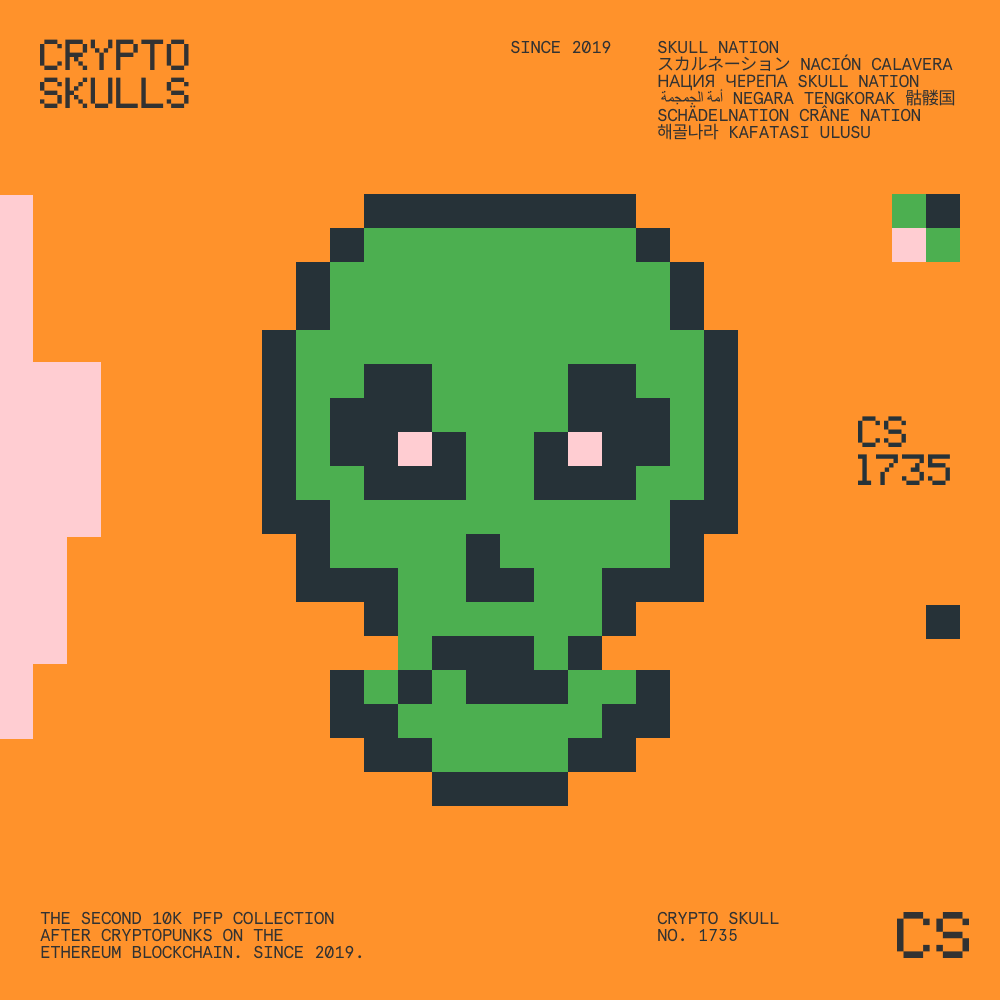 CRYPTO
SKULLS
SINCE 2019
SKULL NATION
スカルネーション NACIÓN CALAVERA
НАЦИЯ ЧЕРЕПА SKULL NATION
أمة الجمجمة NEGARA TENGKORAK 骷髅国
SCHÄDELNATION CRÂNE NATION
해골나라 KAFATASI ULUSU
CS
1735
THE SECOND 10K PFP COLLECTION
AFTER CRYPTOPUNKS ON THE
ETHEREUM BLOCKCHAIN. SINCE 2019.
CRYPTO SKULL
NO. 1735
CS